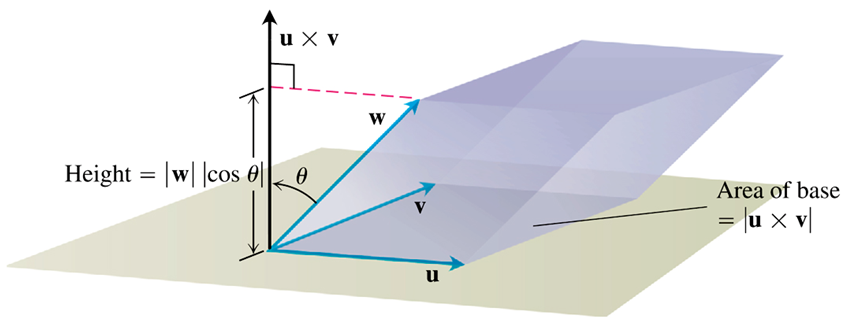 u × v
w
Height = |w| |cos θ|
θ
v
Area of base
= |u × v|
u